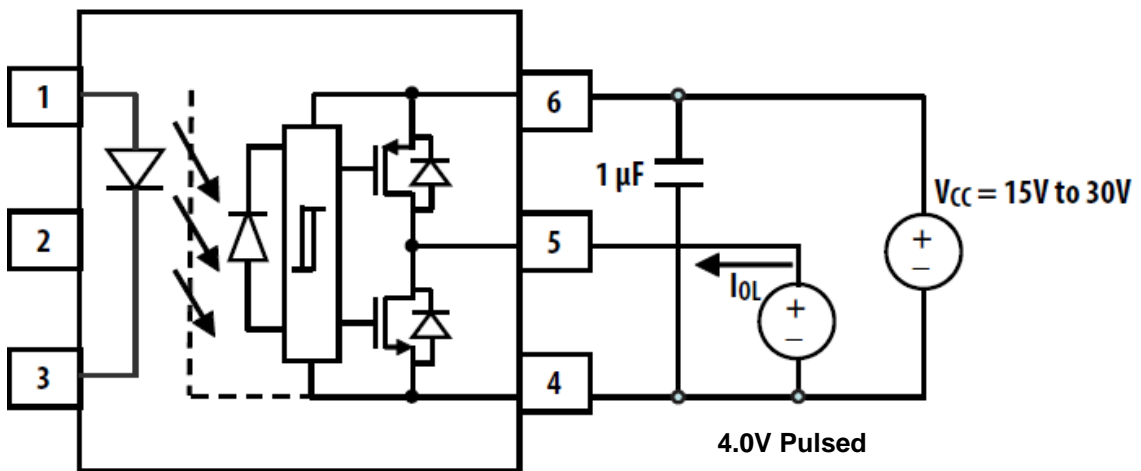 1
2
3
6
5
4
1 µF
V_CC = 15V to 30V
+
−
I_OL
+
−
4.0V Pulsed